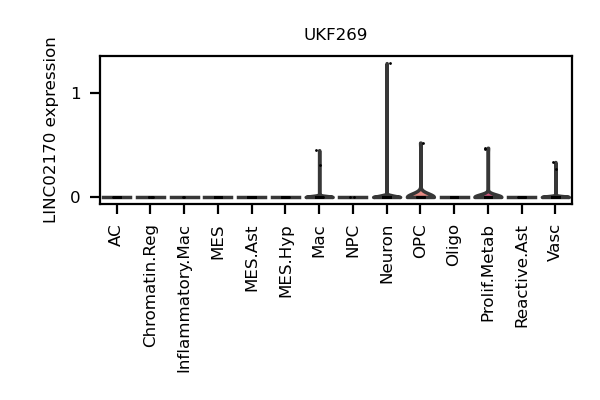 UKF269
LINC02170 expression
1
0
AC
Chromatin.Reg
Inflammatory.Mac
MES
MES.Ast
MES.Hyp
Mac
NPC
Neuron
OPC
Oligo
Prolif.Metab
Reactive.Ast
Vasc